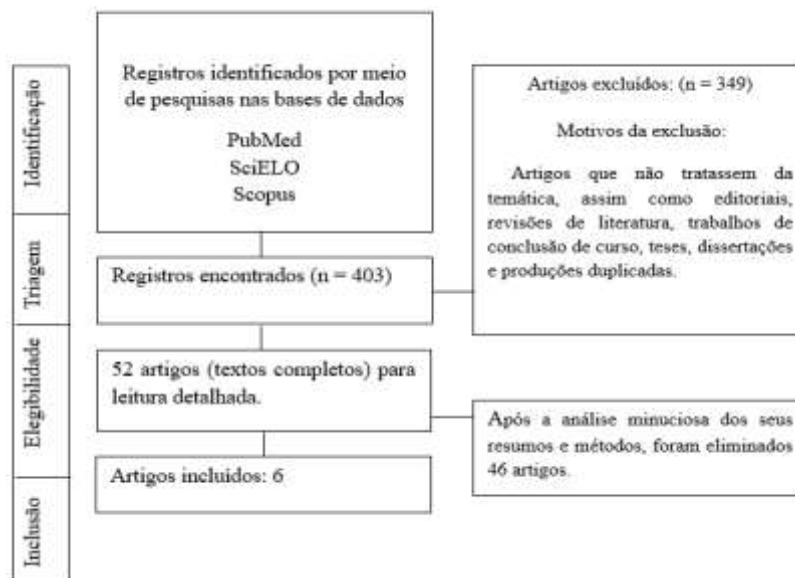 Identificação
Registros identificados por meio
de pesquisas nas bases de dados
PubMed
SciELO
Scopus
Artigos excluídos: (n = 349)
Motivos da exclusão:
Artigos que não tratassem da
temática, assim como editoriais,
revisões de literatura, trabalhos de
conclusão de curso, teses, dissertações
e produções duplicadas.
Triagem
Registros encontrados (n = 403)
Elegibilidade
52 artigos (textos completos) para
leitura detalhada.
Após a análise minuciosa dos seus
resumos e métodos, foram eliminados
46 artigos.
Inclusão
Artigos incluídos: 6